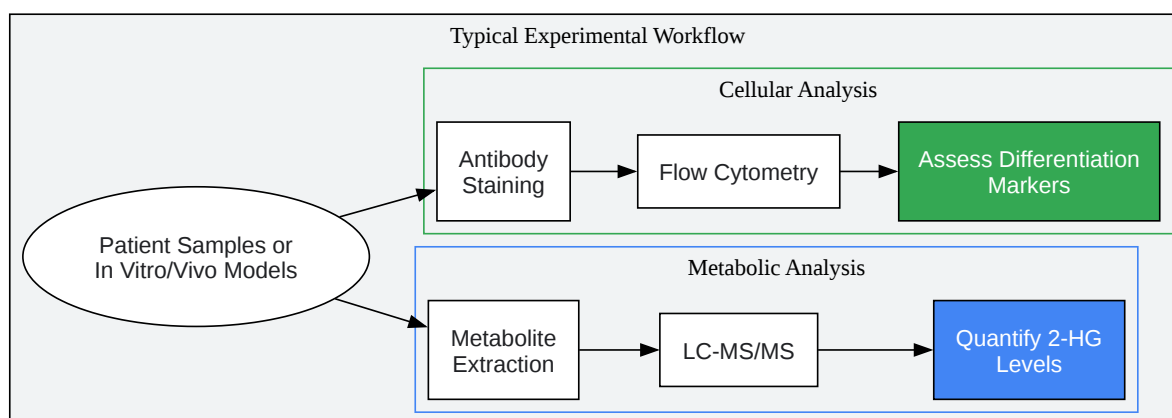 Typical Experimental Workflow
Cellular Analysis
Antibody
Staining
Flow Cytometry
Assess Differentiation
Markers
Patient Samples or
In Vitro/Vivo Models
Metabolic Analysis
Metabolite
Extraction
LC-MS/MS
Quantify 2-HG
Levels